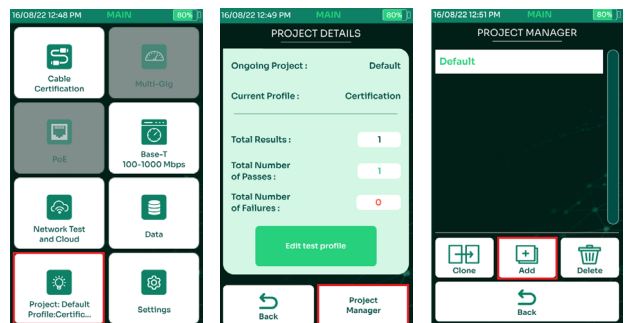 16/08/22 12:48 PM MAIN 80%
Cable
Certification
Multi-Gig
PoE
Base-T
100-1000 Mbps
Network Test
and Cloud
Data
Project: Default
Profile:Certific...
Settings
16/08/22 12:49 PM MAIN 80%
PROJECT DETAILS
Ongoing Project : Default
Current Profile : Certification
Total Results : 1
Total Number
of Passes : 1
Total Number
of Failures : 0
Edit test profile
Back
Project
Manager
16/08/22 12:51 PM MAIN 80%
PROJECT MANAGER
Default
Clone
Add
Delete
Back